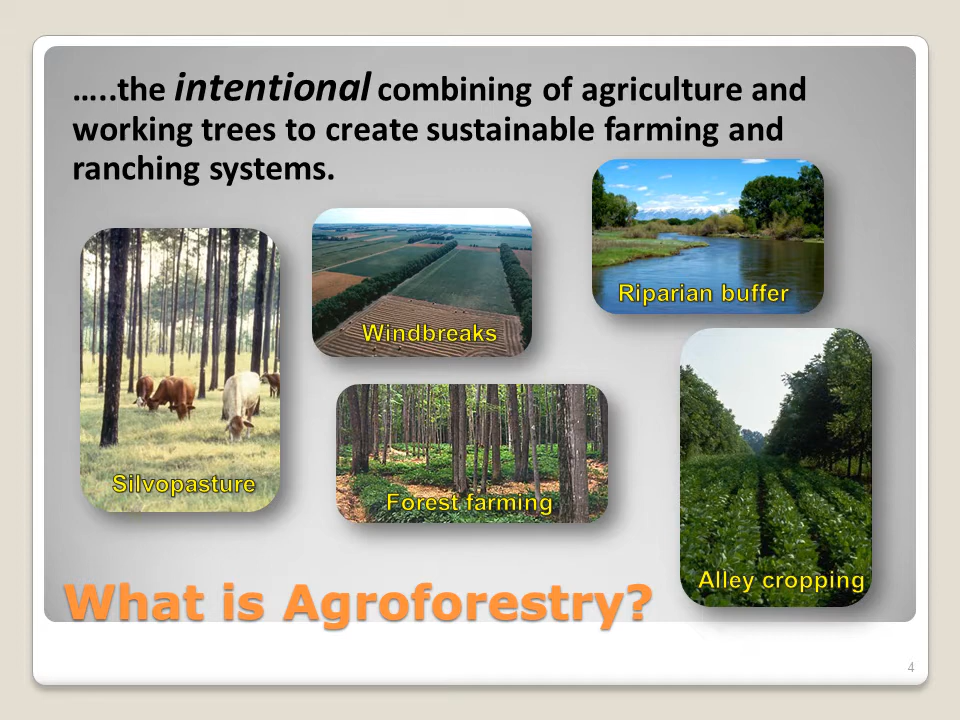 …..the intentional combining of agriculture and
working trees to create sustainable farming and
ranching systems.
Riparian buffer
Windbreaks
Silvopasture
Forest farming
Alley cropping
What is Agroforestry?
4